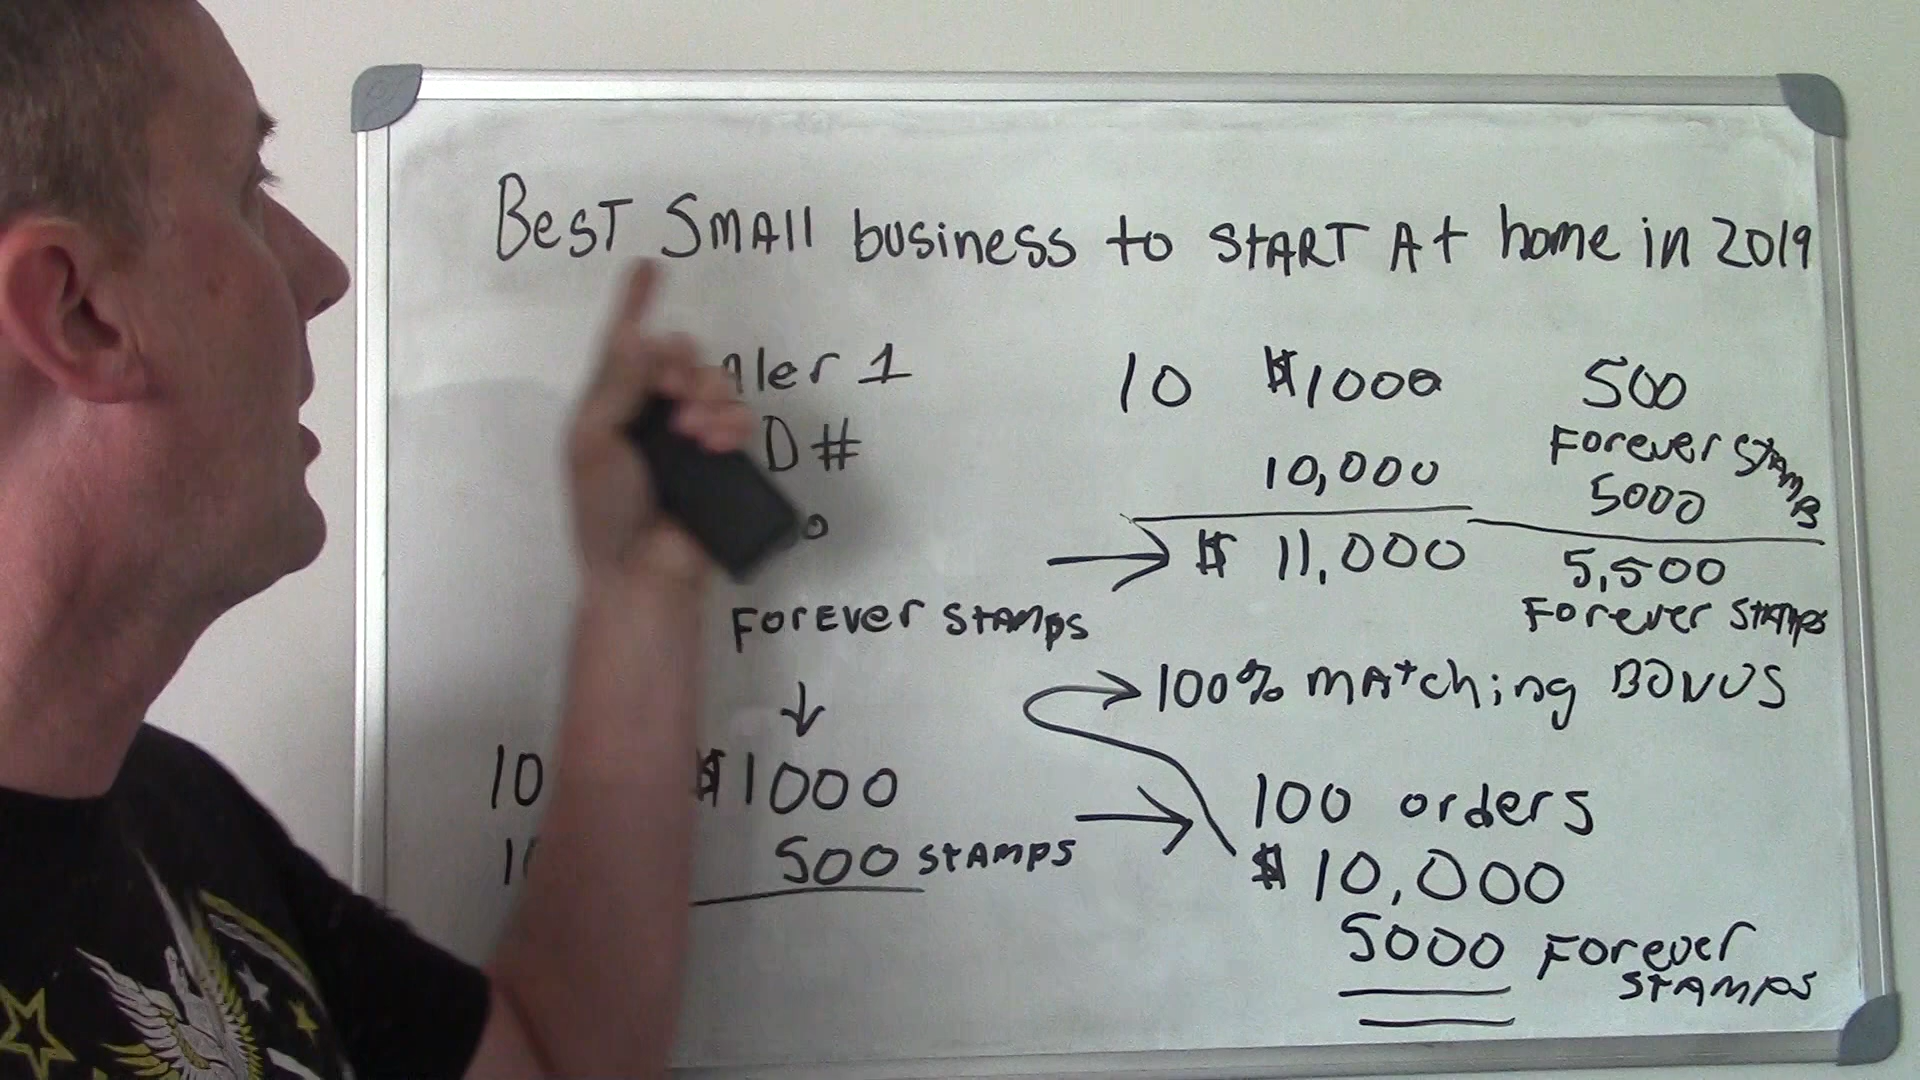 BesT SMAll business to START At home in 2019
1
D #
FOrEVEr STAMPS
10
$1000
500 STAMPS
10 $1000 500
Forever STAMPS
10,000 5000
$ 11,000 5,500
Forever STAMPS
100% MAtching BONUS
100 orders
$ 10,000
5000 Forever
STAMPS